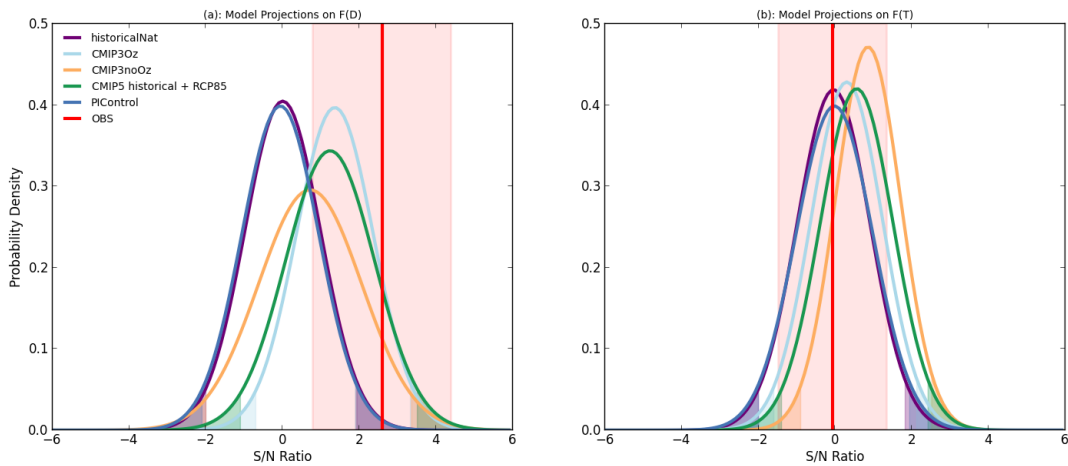 (a): Model Projections on F(D)
0.5
0.4
0.3
0.2
0.1
0.0
Probability Density
historicalNat
CMIP3Oz
CMIP3noOz
CMIP5 historical + RCP85
PIControl
OBS
−6 −4 −2 0 2 4 6
S/N Ratio
(b): Model Projections on F(T)
0.5
0.4
0.3
0.2
0.1
0.0
−6 −4 −2 0 2 4 6
S/N Ratio